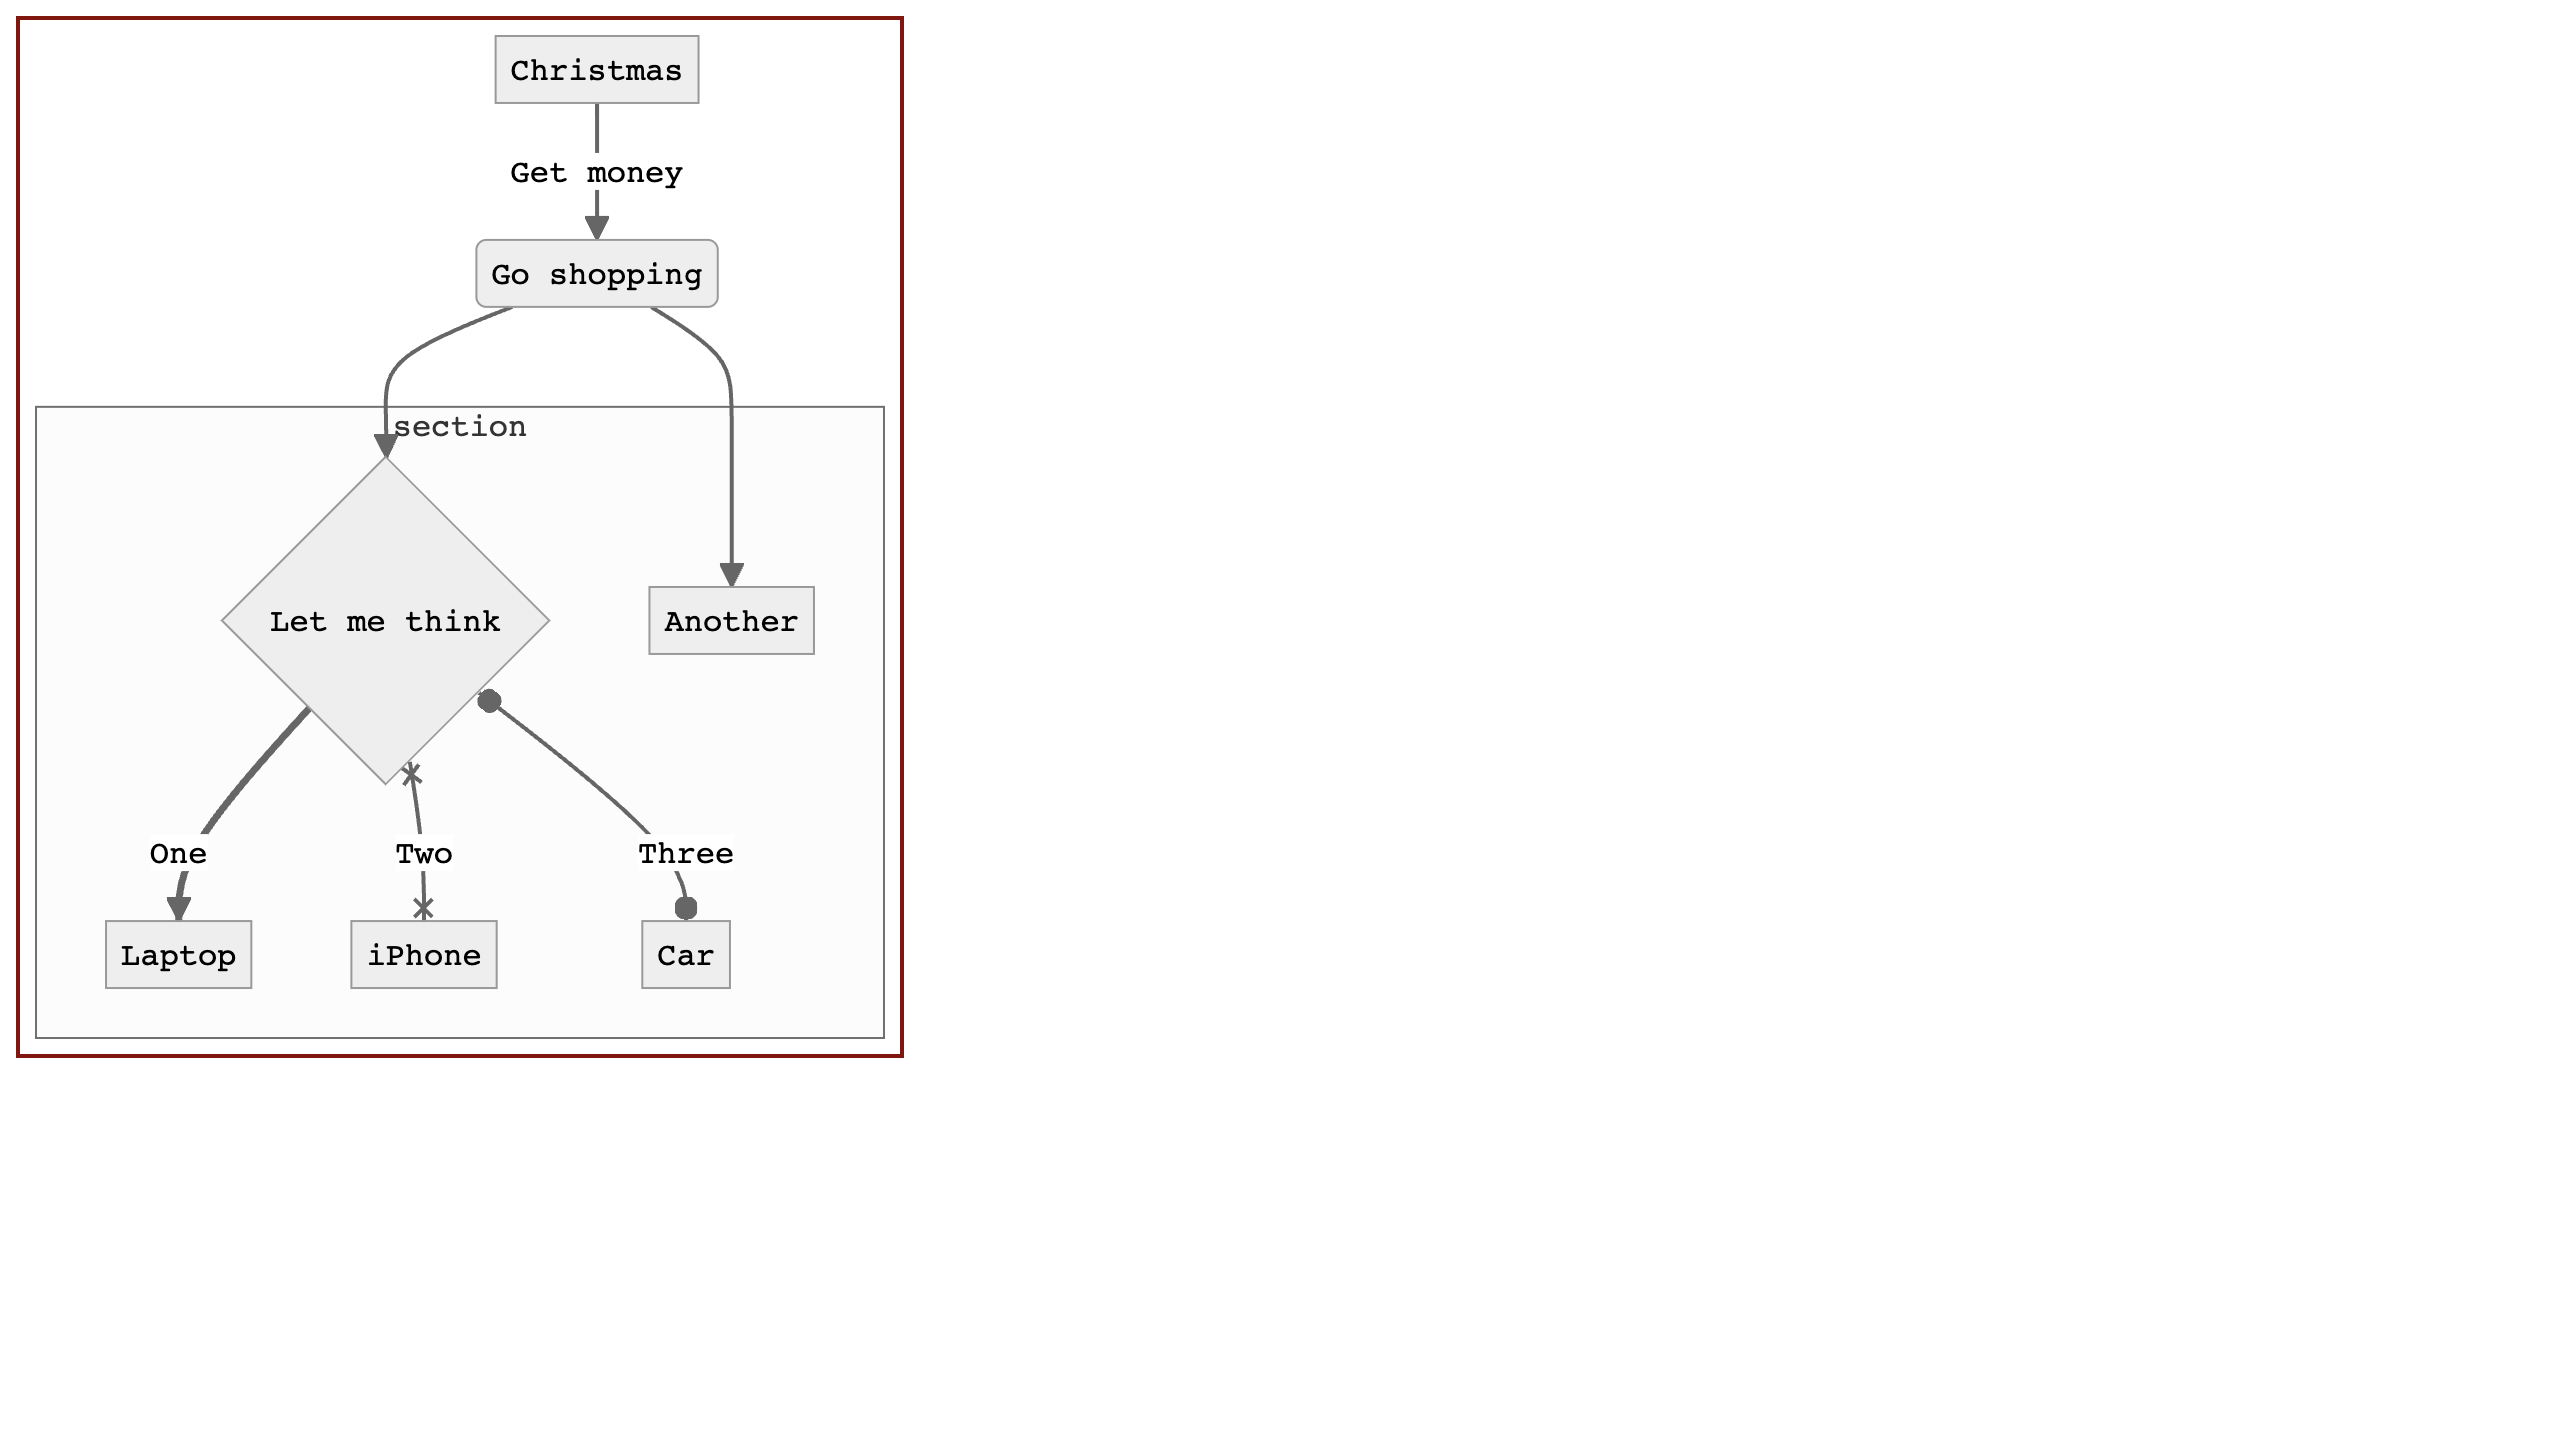 Christmas
Get money
Go shopping
section
Let me think
Another
One
Two
Three
Laptop
iPhone
Car